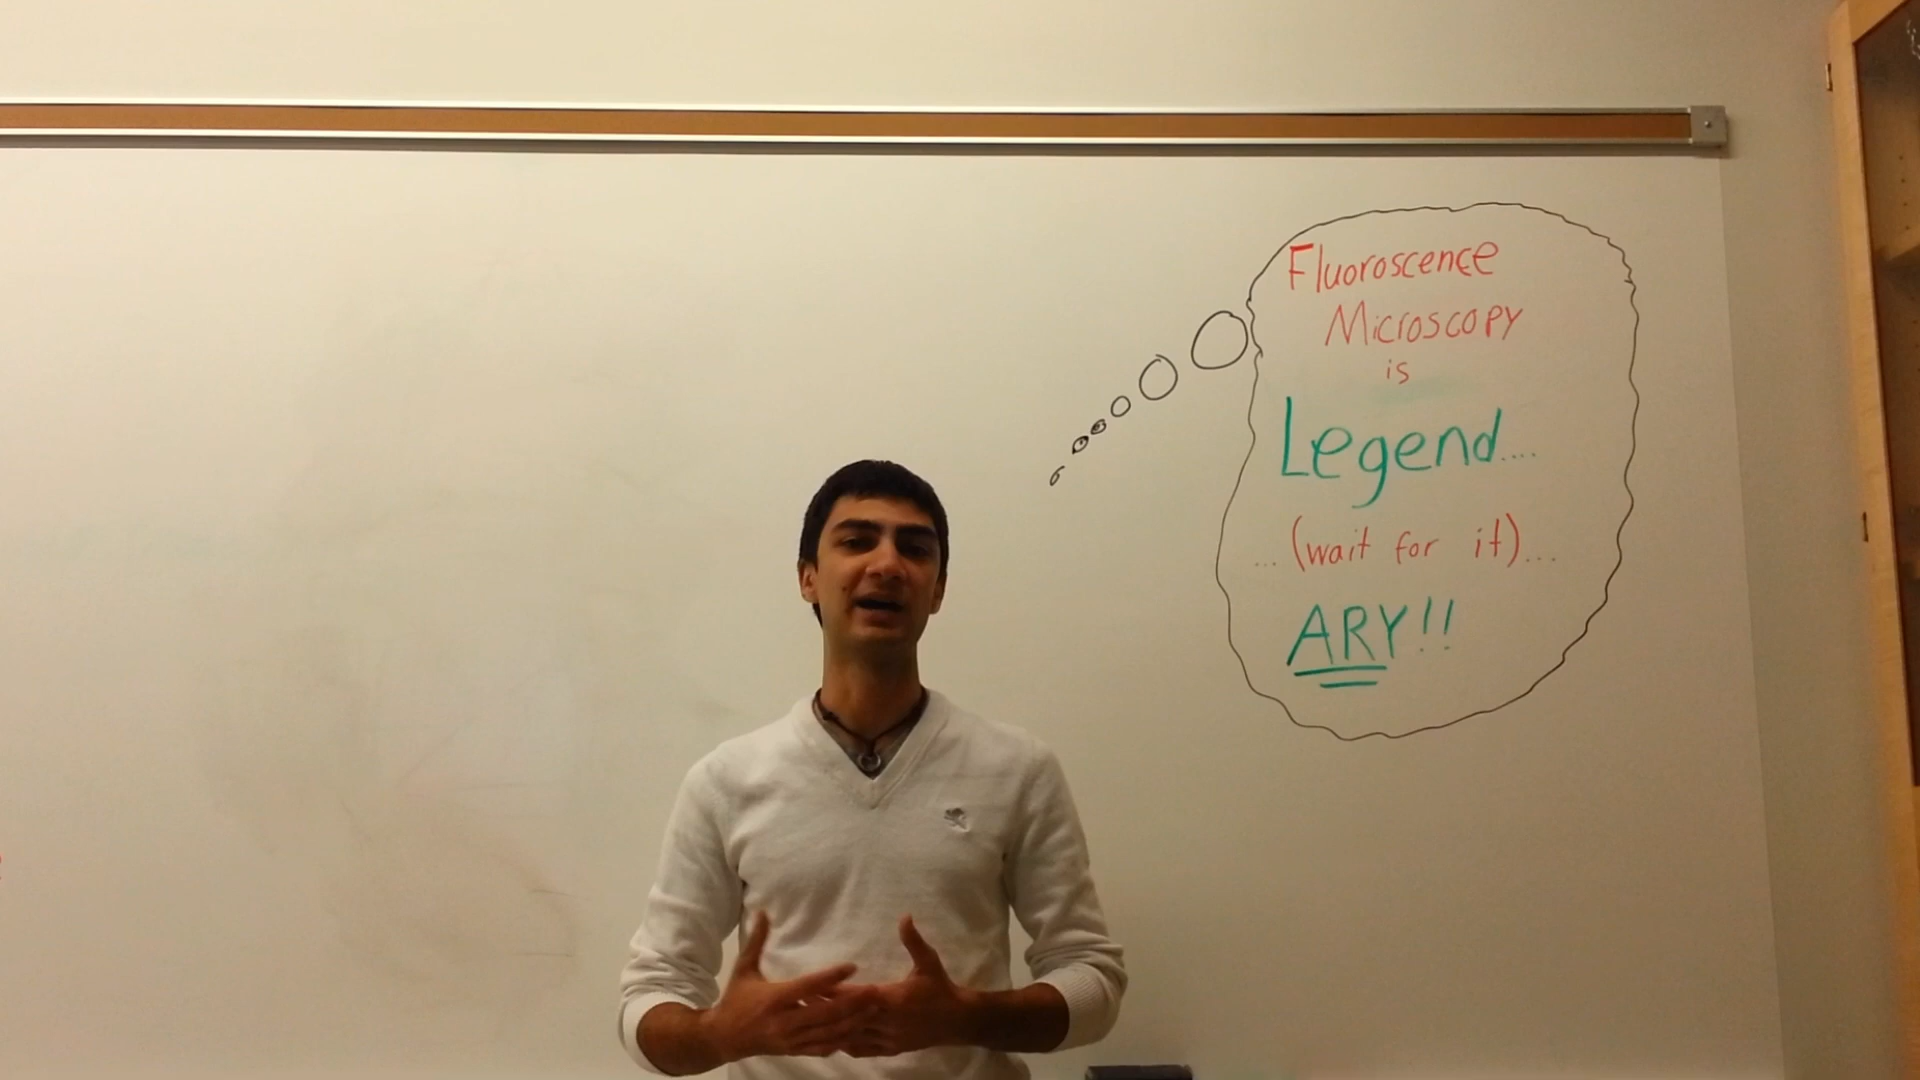 Fluoroscence
Microscopy
is
Legend....
... (wait for it)...
ARY!!